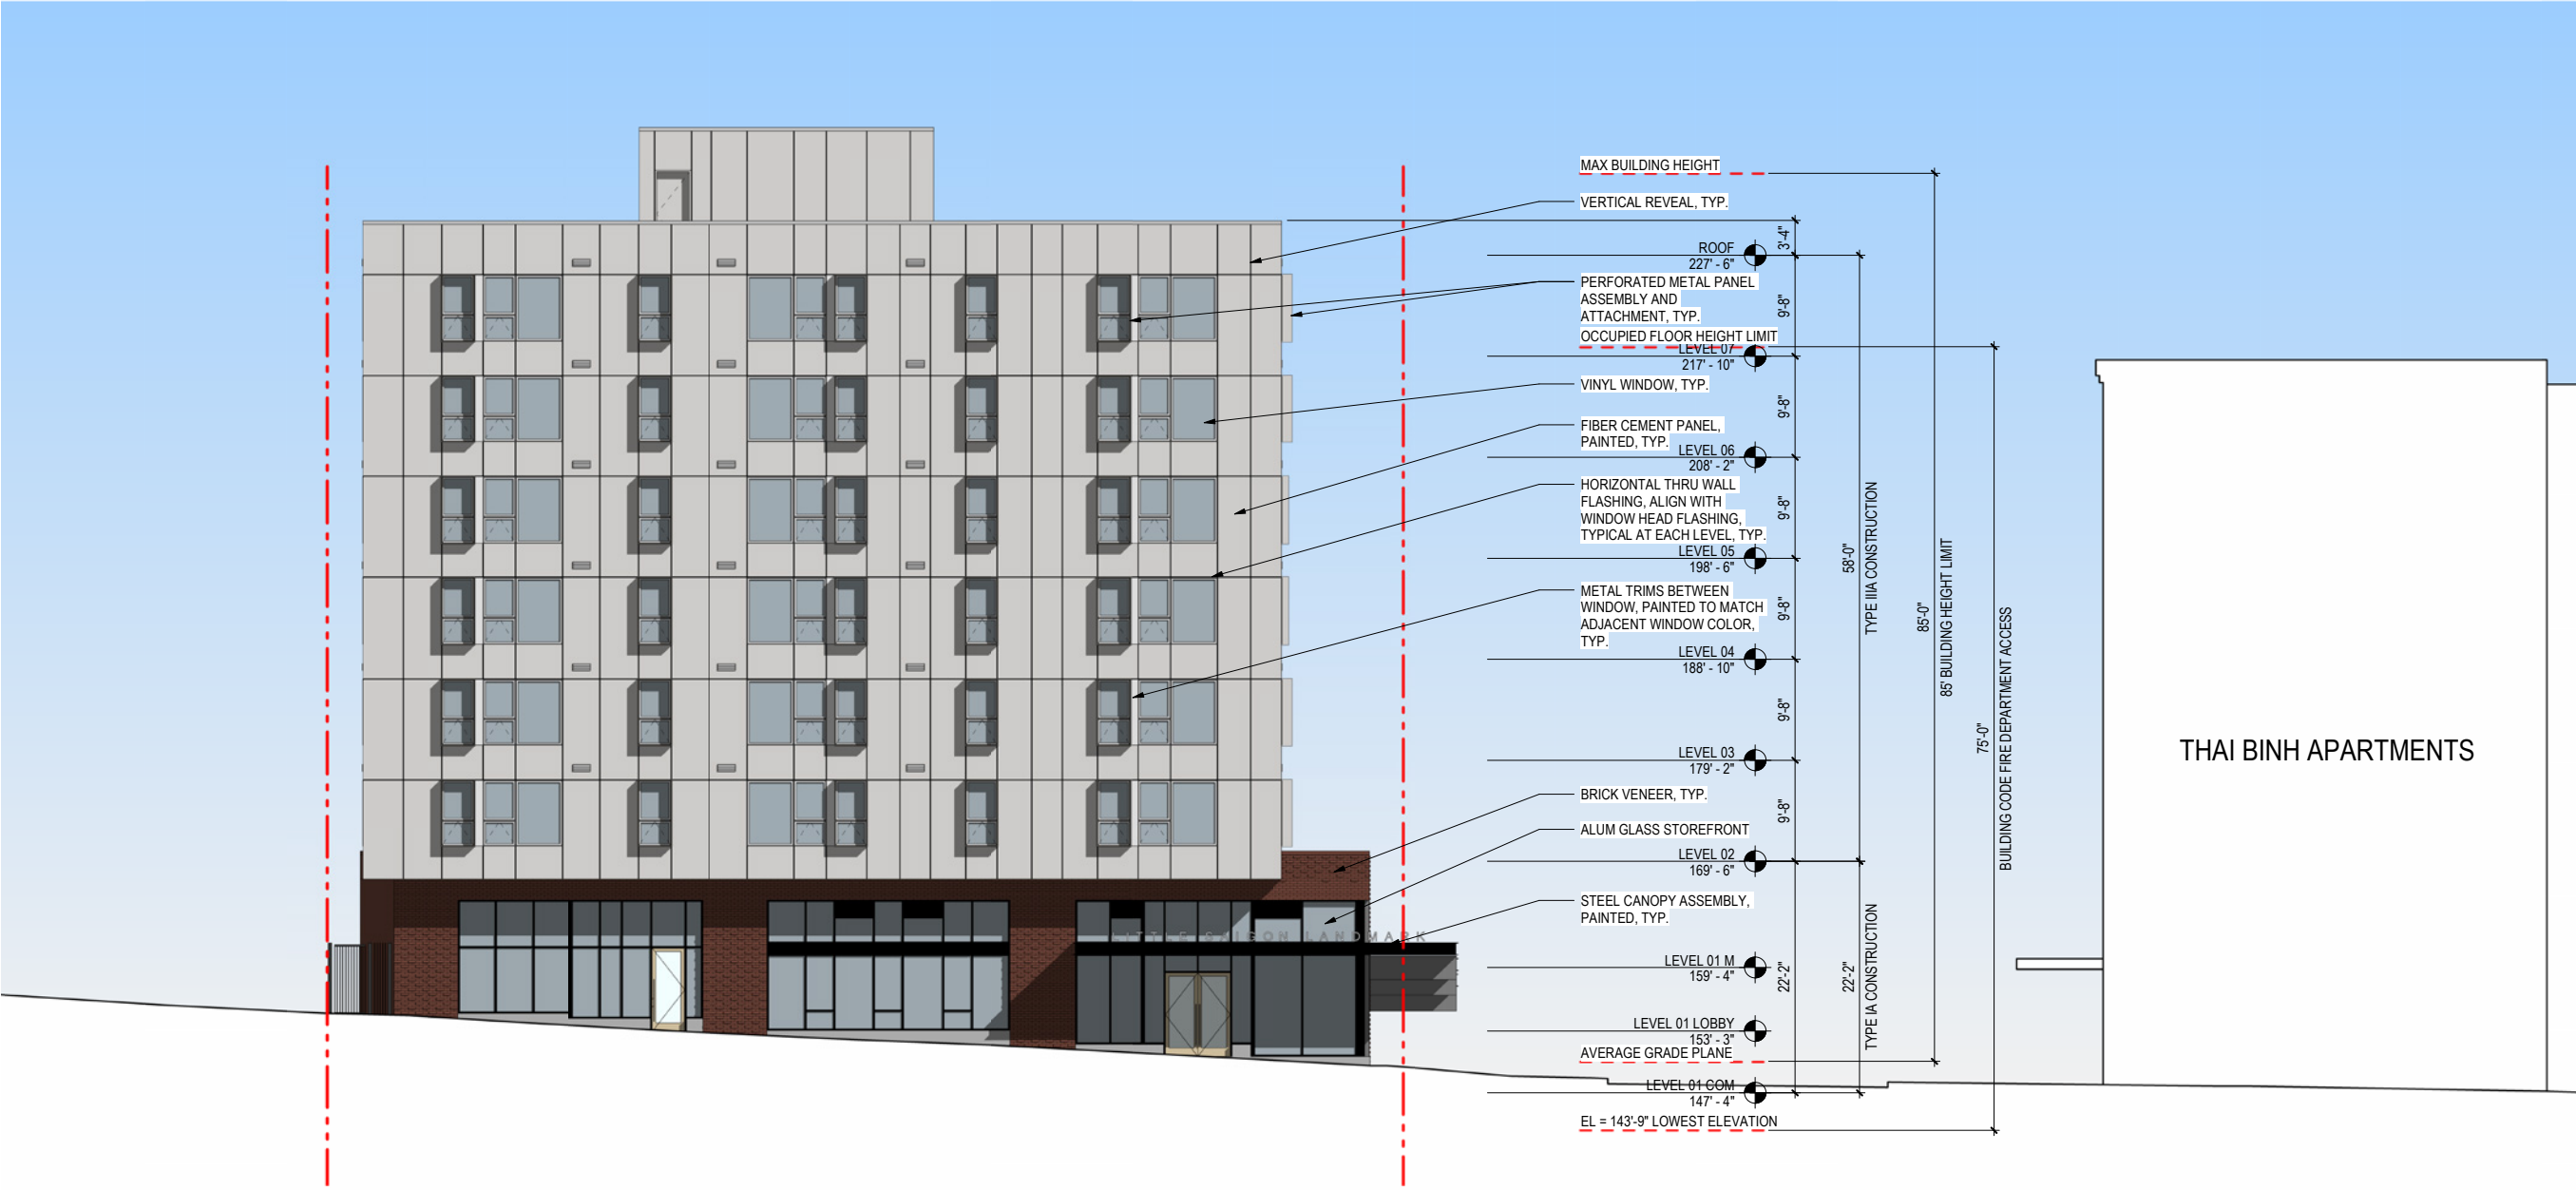 MAX BUILDING HEIGHT
VERTICAL REVEAL, TYP.
3'-4"
ROOF
227' - 6"
PERFORATED METAL PANEL
ASSEMBLY AND
ATTACHMENT, TYP.
9'-8"
OCCUPIED FLOOR HEIGHT LIMIT
LEVEL 07
217' - 10"
VINYL WINDOW, TYP.
9'-8"
FIBER CEMENT PANEL,
PAINTED, TYP.
LEVEL 06
208' - 2"
HORIZONTAL THRU WALL
FLASHING, ALIGN WITH
WINDOW HEAD FLASHING,
TYPICAL AT EACH LEVEL, TYP.
9'-8"
LEVEL 05
198' - 6"
METAL TRIMS BETWEEN
WINDOW, PAINTED TO MATCH
ADJACENT WINDOW COLOR,
TYP.
9'-8"
LEVEL 04
188' - 10"
9'-8"
LEVEL 03
179' - 2"
BRICK VENEER, TYP.
9'-8"
ALUM GLASS STOREFRONT
LEVEL 02
169' - 6"
STEEL CANOPY ASSEMBLY,
PAINTED, TYP.
LITTLE SAIGON LANDMARK
LEVEL 01 M
159' - 4"
22'-2"
LEVEL 01 LOBBY
153' - 3"
AVERAGE GRADE PLANE
LEVEL 01 COM
147' - 4"
EL = 143'-9" LOWEST ELEVATION
58'-0"
TYPE IIIA CONSTRUCTION
22'-2"
TYPE IA CONSTRUCTION
85'-0"
85' BUILDING HEIGHT LIMIT
75'-0"
BUILDING CODE FIRE DEPARTMENT ACCESS
THAI BINH APARTMENTS